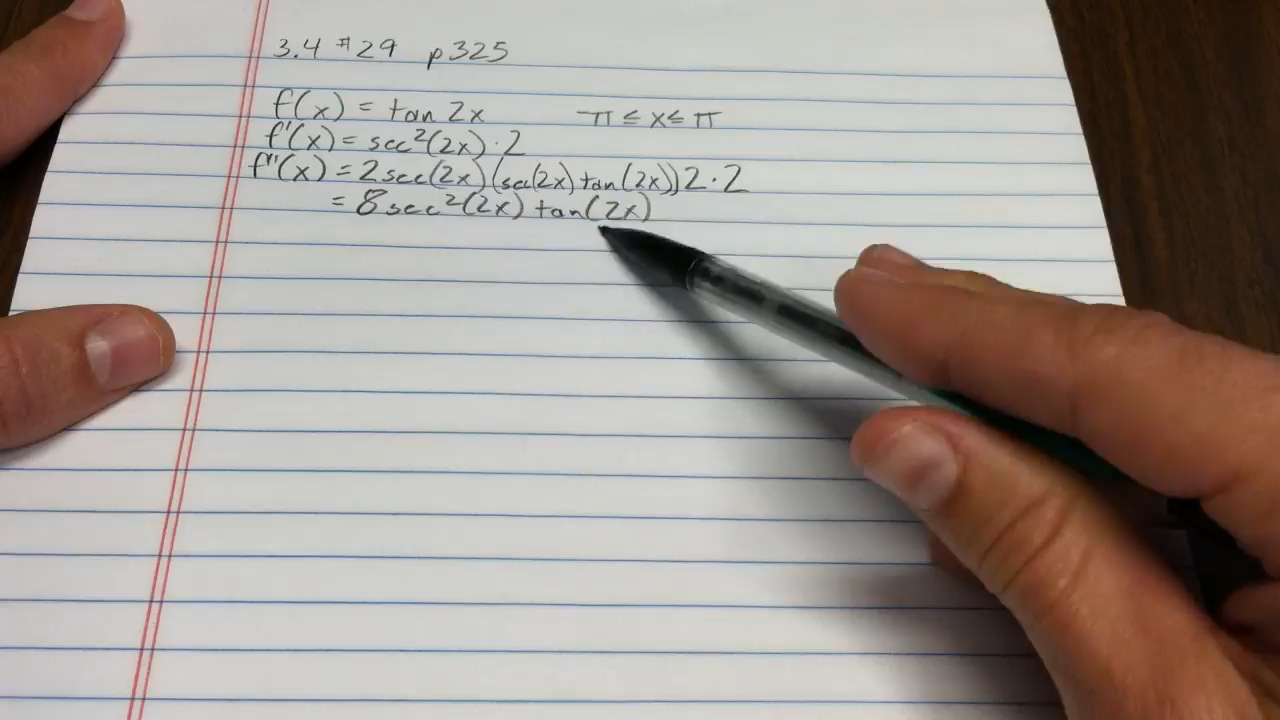 3.4 #29 p325
f(x) = tan 2x -π ≤ x ≤ π
f'(x) = sec²(2x)·2
f''(x) = 2sec(2x)(sec(2x)tan(2x))2·2
= 8sec²(2x)tan(2x)